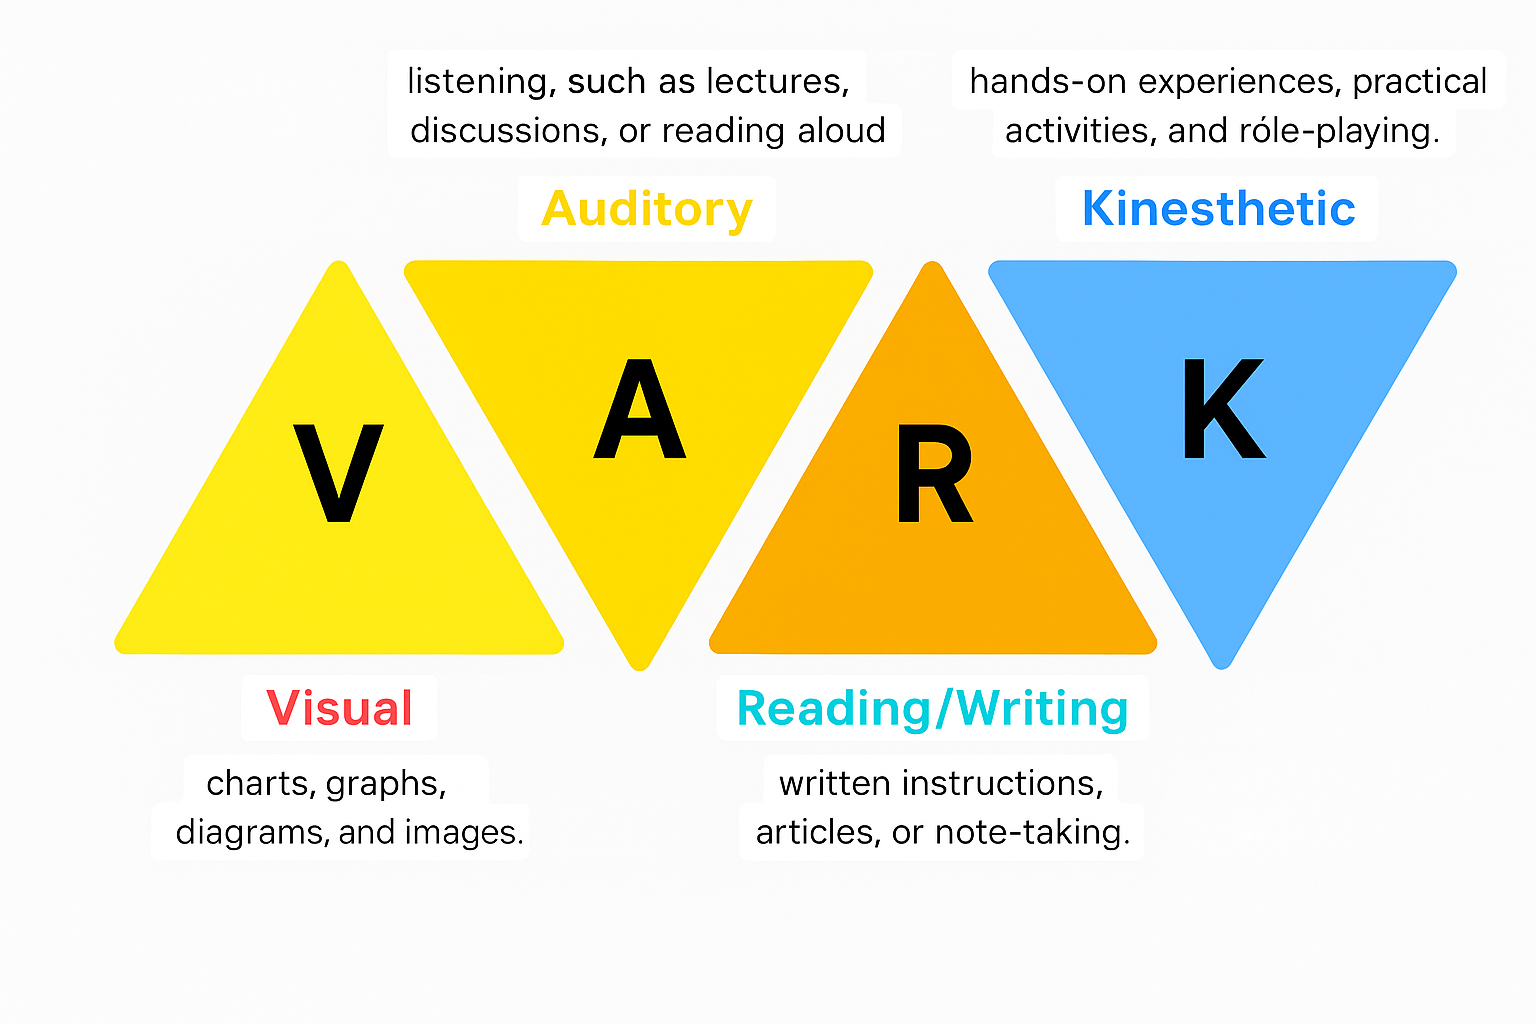 listening, such as lectures,
discussions, or reading aloud
Auditory
hands-on experiences, practical
activities, and róle-playing.
Kinesthetic
V
A
R
K
Visual
charts, graphs,
diagrams, and images.
Reading/Writing
written instructions,
articles, or note-taking.